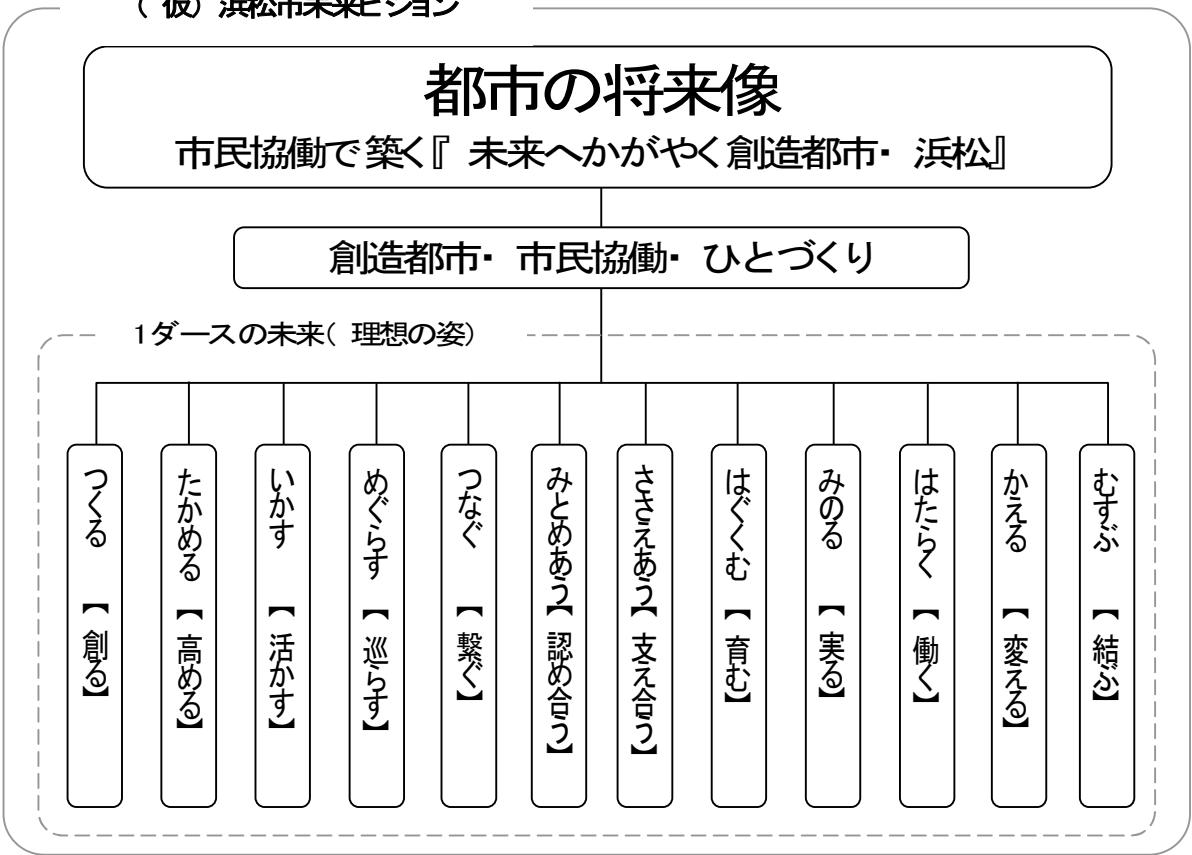 (仮)浜松市未来ビジョン
都市の将来像
市民協働で築く『未来へかがやく創造都市・浜松』
創造都市・市民協働・ひとづくり
1ダースの未来(理想の姿)
つくる【創る】
たかめる【高める】
いかす【活かす】
めぐらす【巡らす】
つなぐ【繋ぐ】
みとめあう【認め合う】
ささえあう【支え合う】
はぐくむ【育む】
みのる【実る】
はたらく【働く】
かえる【変える】
むすぶ【結ぶ】